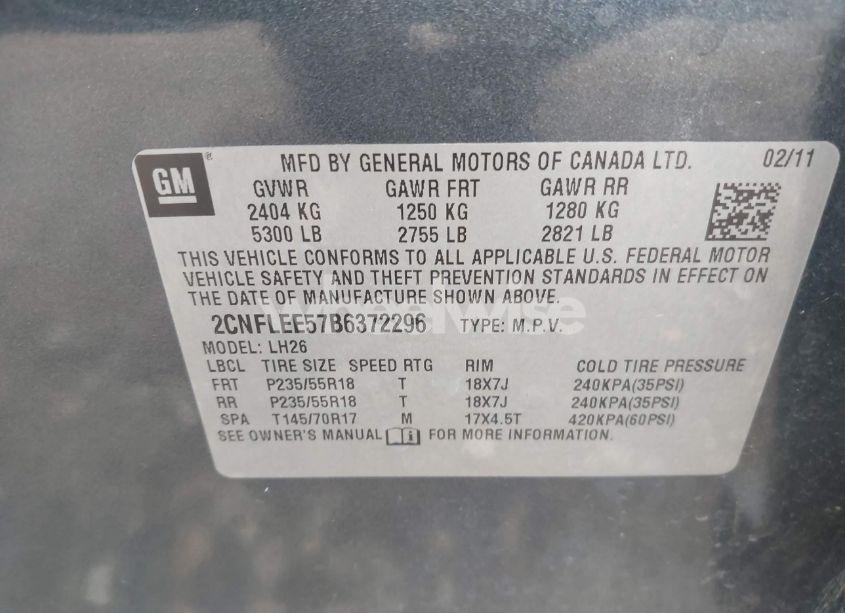 GM
MFD BY GENERAL MOTORS OF CANADA LTD. 02/11
GVWR GAWR FRT GAWR RR
2404 KG 1250 KG 1280 KG
5300 LB 2755 LB 2821 LB
THIS VEHICLE CONFORMS TO ALL APPLICABLE U.S. FEDERAL MOTOR
VEHICLE SAFETY AND THEFT PREVENTION STANDARDS IN EFFECT ON
THE DATE OF MANUFACTURE SHOWN ABOVE.
2CNFLEE57B6372296 TYPE: M.P.V.
MODEL: LH26
LBCL TIRE SIZE SPEED RTG RIM COLD TIRE PRESSURE
FRT P235/55R18 T 18X7J 240KPA(35PSI)
RR P235/55R18 T 18X7J 240KPA(35PSI)
SPA T145/70R17 M 17X4.5T 420KPA(60PSI)
SEE OWNER'S MANUAL FOR MORE INFORMATION.